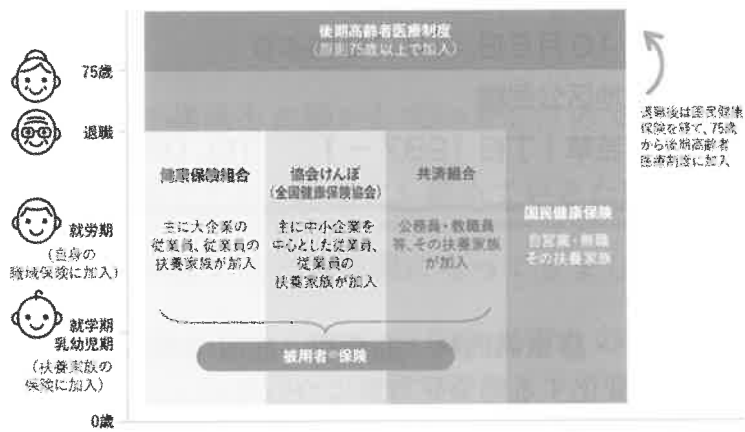 後期高齢者医療制度
(原則75歳以上で加入)
75歳
退職
退職後は国民健康
保険を経て、75歳
から後期高齢者
医療制度に加入
健康保険組合
協会けんぽ
(全国健康保険協会)
共済組合
国民健康保険
主に大企業の
従業員、従業員の
扶養家族が加入
主に中小企業を
中心とした従業員、
従業員の
扶養家族が加入
公務員・教職員
等、その扶養家族
が加入
自営業・無職
その扶養家族
就労期
(自身の
職域保険に加入)
就学期
乳幼児期
(扶養家族の
保険に加入)
被用者 保険
0歳